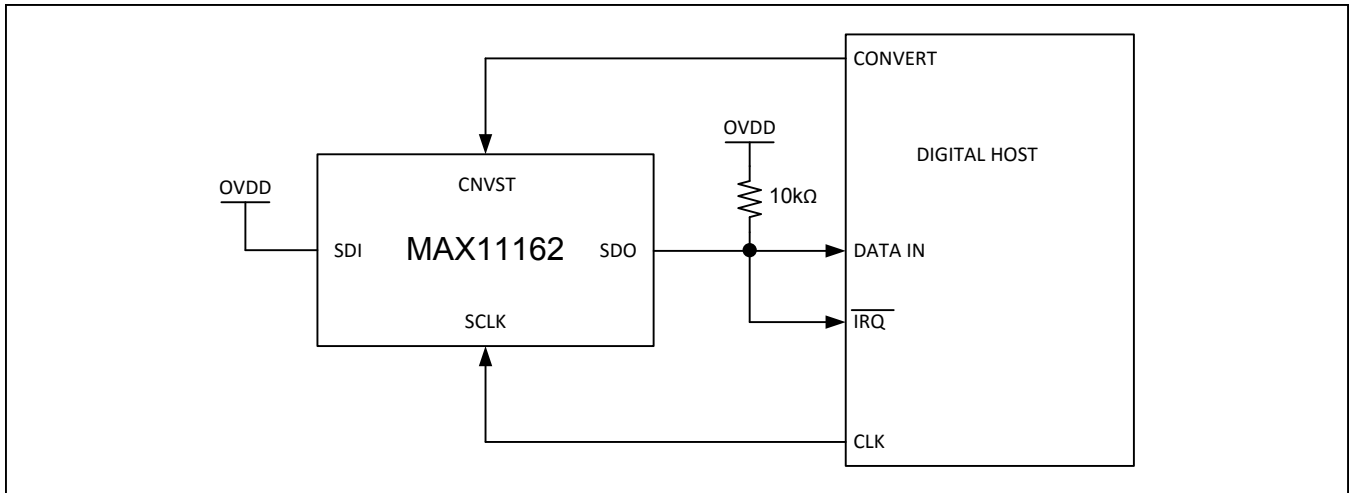 CONVERT
OVDD
DIGITAL HOST
CNVST
OVDD
10kΩ
SDI
MAX11162
SDO
DATA IN
SCLK
IRQ
CLK